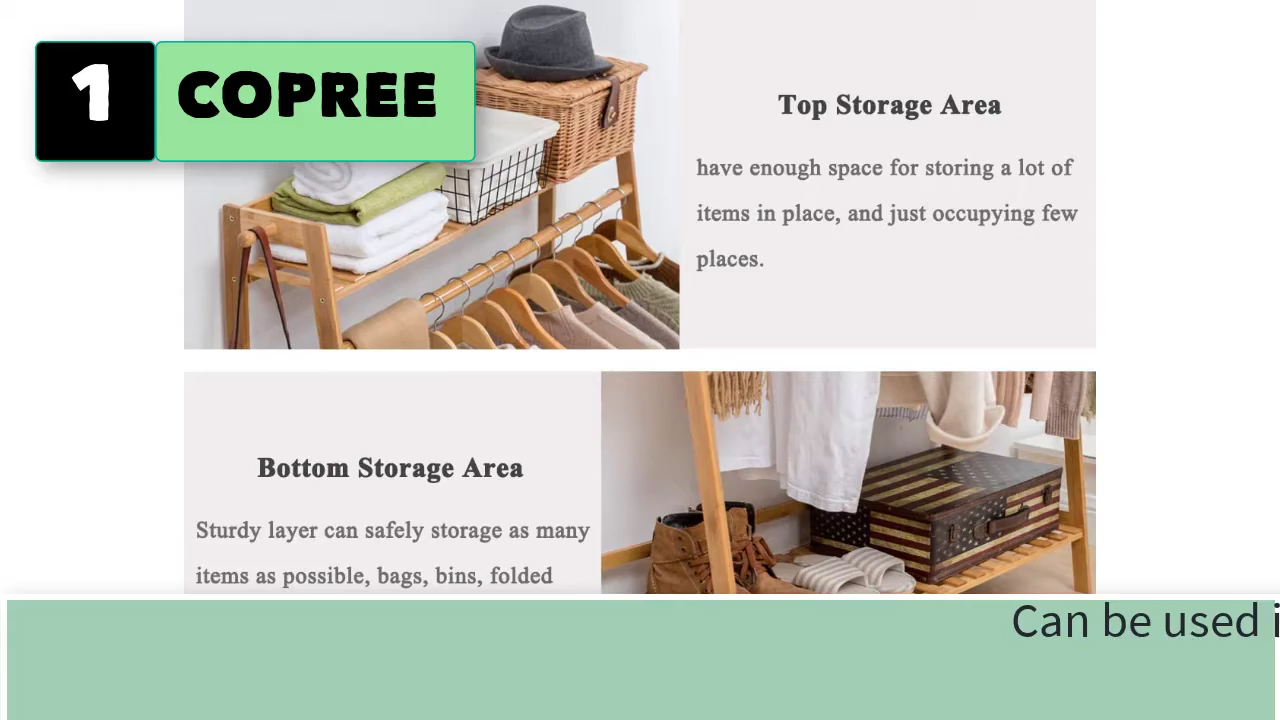 1 COPREE
Top Storage Area
have enough space for storing a lot of
items in place, and just occupying few
places.
Bottom Storage Area
Sturdy layer can safely storage as many
items as possible, bags, bins, folded
Can be used i